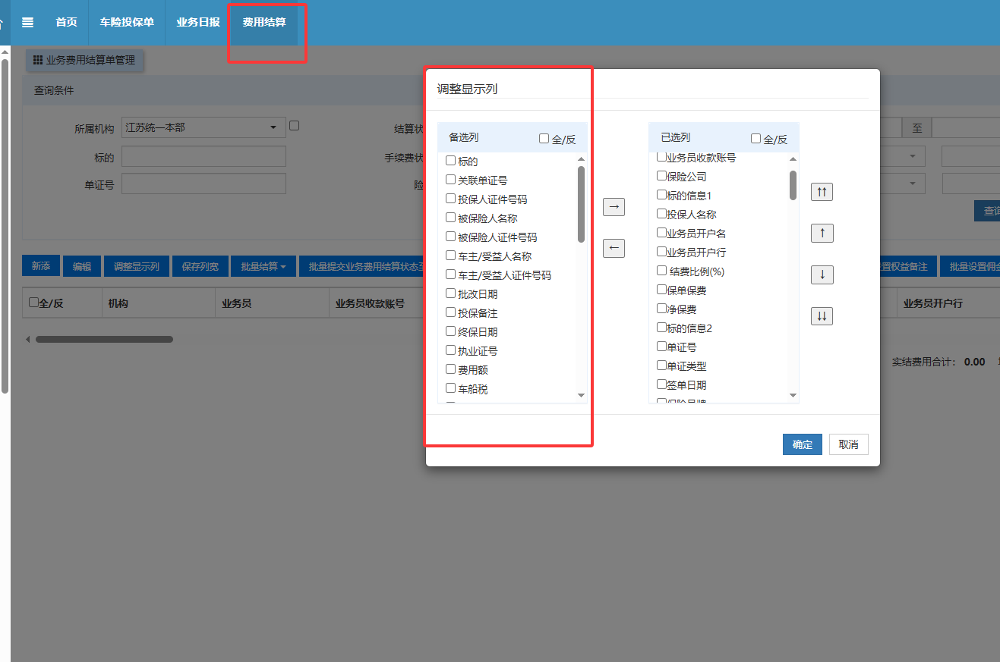 首页 车险投保单 业务日报 费用结算
业务费用结算单管理
查询条件
所属机构 江苏统一本部
结算状
至
标的
手续费状
单证号
险
查询
新添 编辑 调整显示列 保存列宽 批量结算 批量提交业务费用结算状态至
置权益备注 批量设置佣金
全/反 机构 业务员 业务员收款账号
业务员开户行
实结费用合计： 0.00
调整显示列
备选列 全/反
标的
关联单证号
投保人证件号码
被保险人名称
被保险人证件号码
车主/受益人名称
车主/受益人证件号码
批改日期
投保备注
终保日期
执业证号
费用额
车船税
→
←
已选列 全/反
业务员收款账号
保险公司
标的信息1
投保人名称
业务员开户名
业务员开户行
结费比例(%)
保单保费
净保费
标的信息2
单证号
单证类型
签单日期
↑↑
↑
↓
↓↓
确定 取消